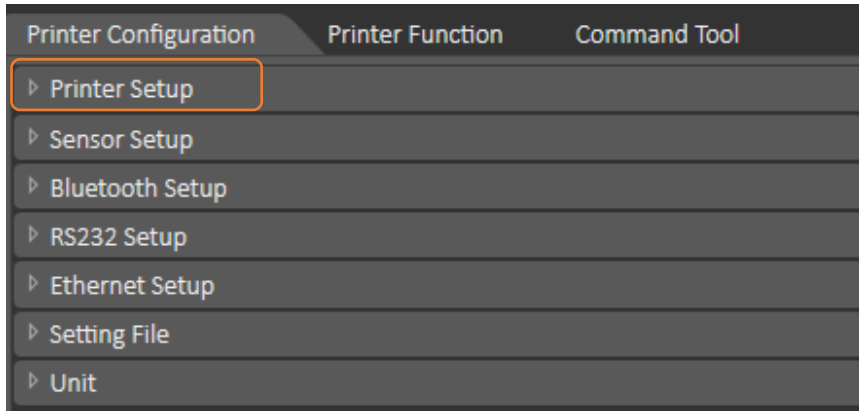 Printer Configuration Printer Function Command Tool
Printer Setup
Sensor Setup
Bluetooth Setup
RS232 Setup
Ethernet Setup
Setting File
Unit